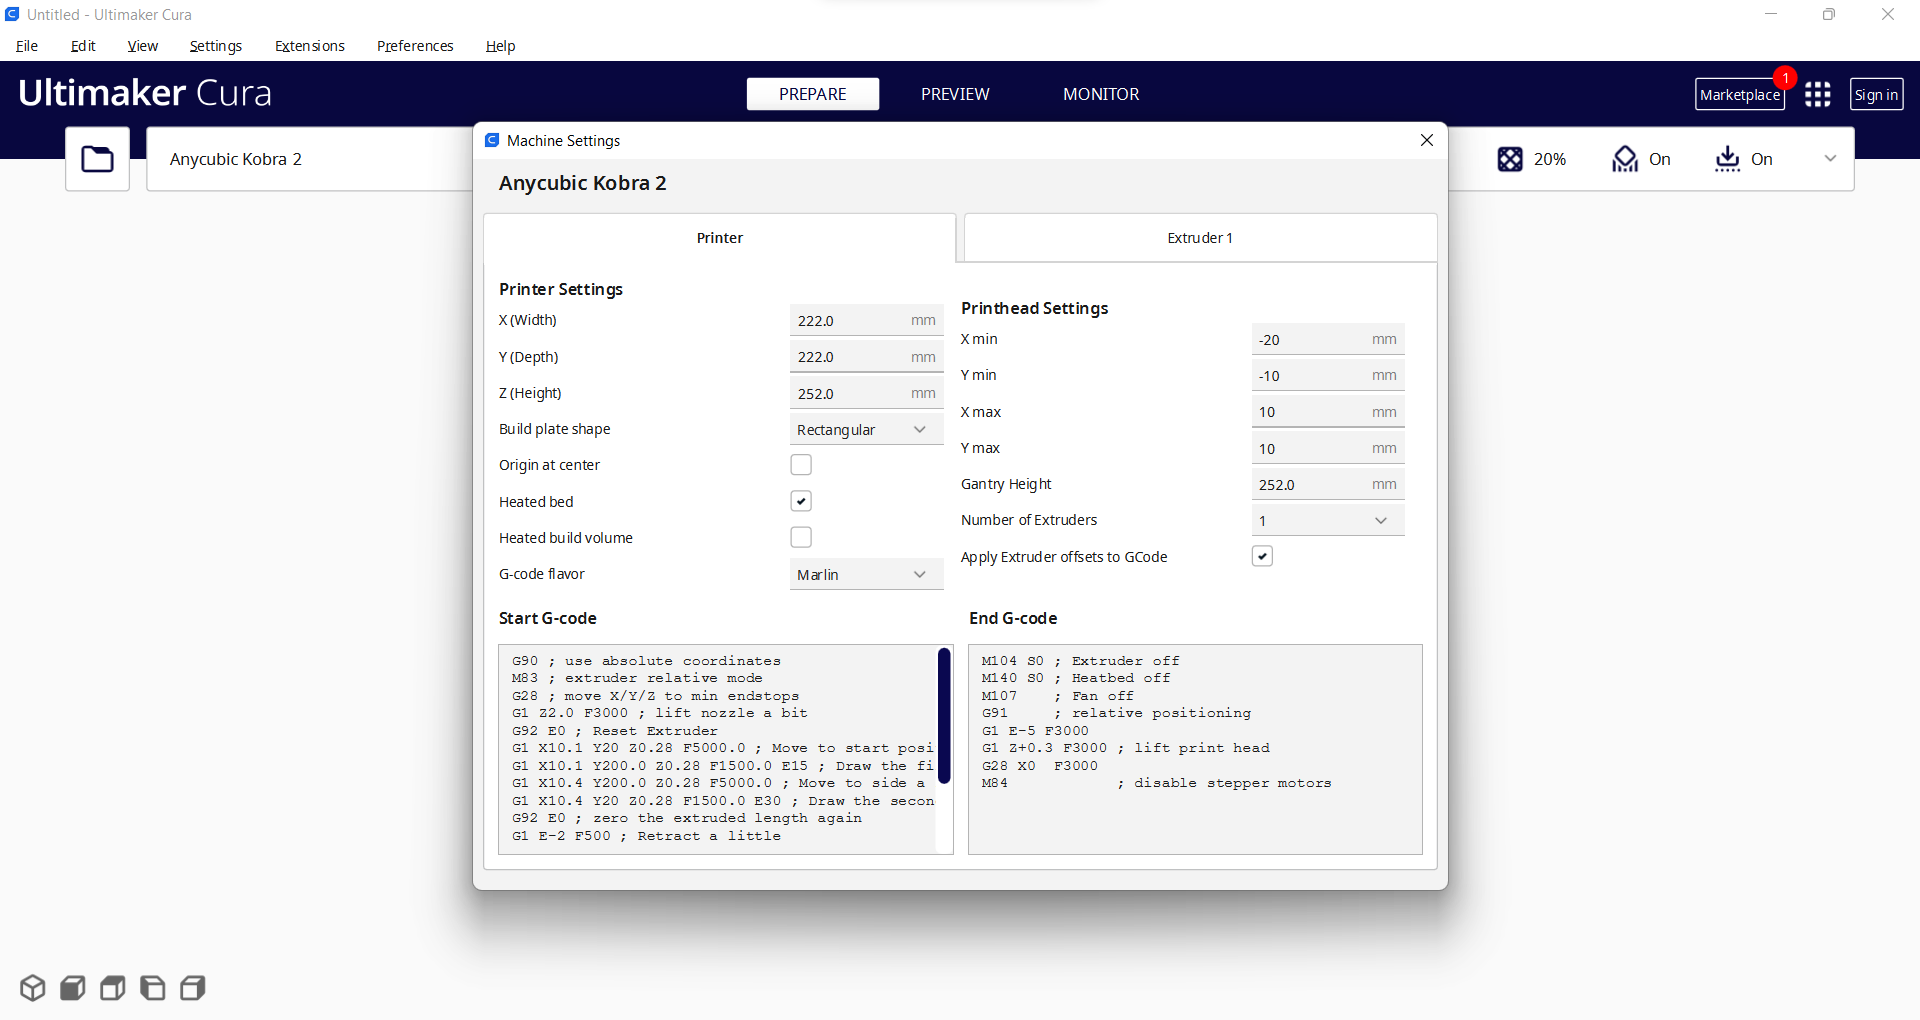 Untitled - Ultimaker Cura
File Edit View Settings Extensions Preferences Help
Ultimaker Cura
PREPARE PREVIEW MONITOR
1
Marketplace
Sign in
Anycubic Kobra 2
20% On On
Machine Settings
Anycubic Kobra 2
Printer Extruder 1
Printer Settings
X (Width) 222.0 mm
Y (Depth) 222.0 mm
Z (Height) 252.0 mm
Build plate shape Rectangular
Origin at center
Heated bed
Heated build volume
G-code flavor Marlin
Printhead Settings
X min -20 mm
Y min -10 mm
X max 10 mm
Y max 10 mm
Gantry Height 252.0 mm
Number of Extruders 1
Apply Extruder offsets to GCode
Start G-code
G90 ; use absolute coordinates
M83 ; extruder relative mode
G28 ; move X/Y/Z to min endstops
G1 Z2.0 F3000 ; lift nozzle a bit
G92 E0 ; Reset Extruder
G1 X10.1 Y20 Z0.28 F5000.0 ; Move to start posi
G1 X10.1 Y200.0 Z0.28 F1500.0 E15 ; Draw the fi
G1 X10.4 Y200.0 Z0.28 F5000.0 ; Move to side a
G1 X10.4 Y20 Z0.28 F1500.0 E30 ; Draw the secon
G92 E0 ; zero the extruded length again
G1 E-2 F500 ; Retract a little
End G-code
M104 S0 ; Extruder off
M140 S0 ; Heatbed off
M107 ; Fan off
G91 ; relative positioning
G1 E-5 F3000
G1 Z+0.3 F3000 ; lift print head
G28 X0 F3000
M84 ; disable stepper motors